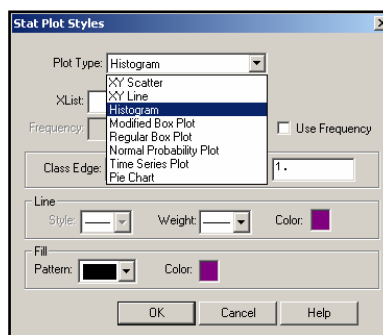 Stat Plot Styles
Plot Type: Histogram
XY Scatter
XList: XY Line
Histogram
Modified Box Plot
Frequency: Regular Box Plot Use Frequency
Normal Probability Plot
Time Series Plot
Class Edge: 1.
Pie Chart
Line
Style: Weight: Color:
Fill
Pattern: Color:
OK Cancel Help